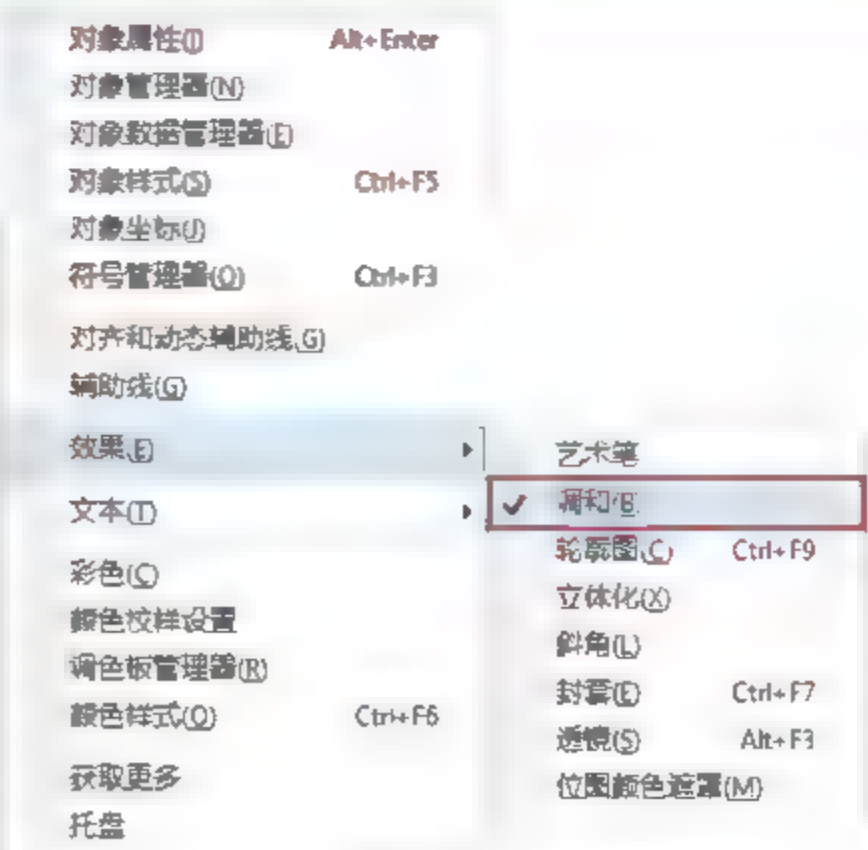 对象属性(I) Alt+Enter
对象管理器(N)
对象数据管理器(E)
对象样式(S) Ctrl+F5
对象坐标(J)
符号管理器(O) Ctrl+F3
对齐和动态辅助线(G)
辅助线(G)
效果(F)
文本(T)
彩色(C)
颜色校样设置
调色板管理器(R)
颜色样式(O) Ctrl+F6
获取更多
托盘
艺术笔
调和(B)
轮廓图(C) Ctrl+F9
立体化(X)
斜角(L)
封套(E) Ctrl+F7
透镜(S) Alt+F3
位图颜色遮罩(M)